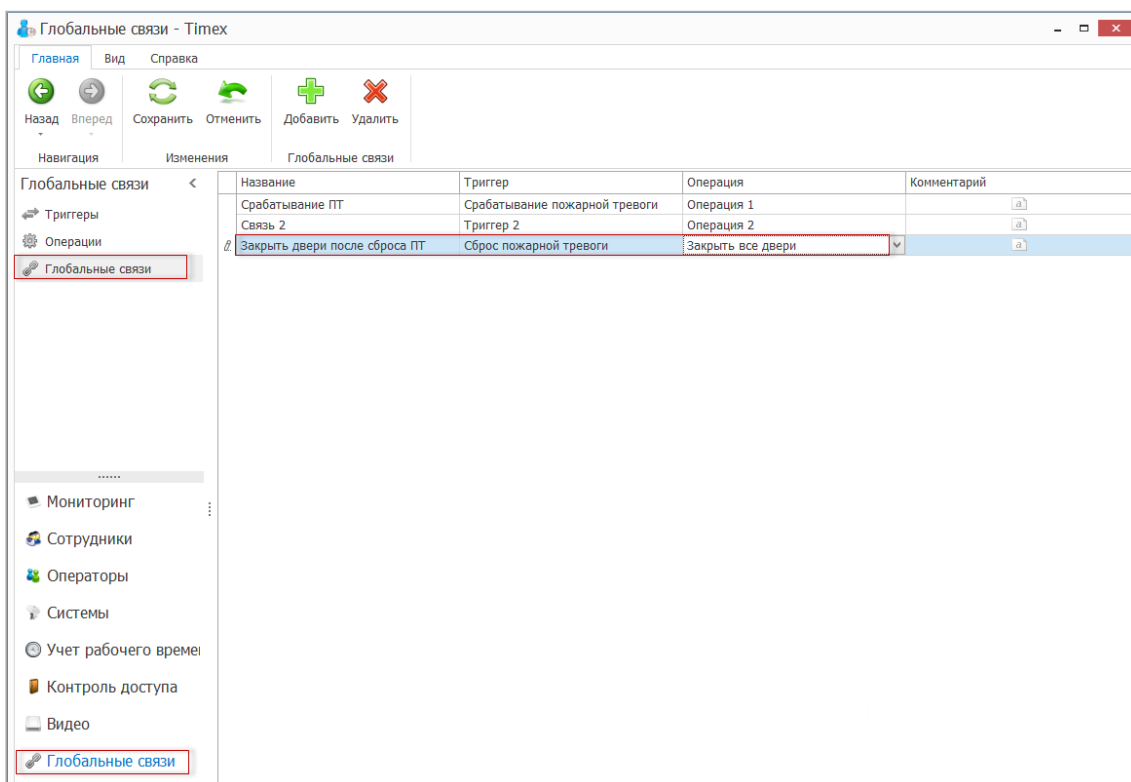 Глобальные связи - Timex
Главная Вид Справка
Назад Вперед Сохранить Отменить Добавить Удалить
Навигация Изменения Глобальные связи
Глобальные связи
Триггеры
Операции
Глобальные связи
Название Триггер Операция Комментарий
Срабатывание ПТ Срабатывание пожарной тревоги Операция 1
Связь 2 Триггер 2 Операция 2
Закрыть двери после сброса ПТ Сброс пожарной тревоги Закрыть все двери
Мониторинг
Сотрудники
Операторы
Системы
Учет рабочего време
Контроль доступа
Видео
Глобальные связи